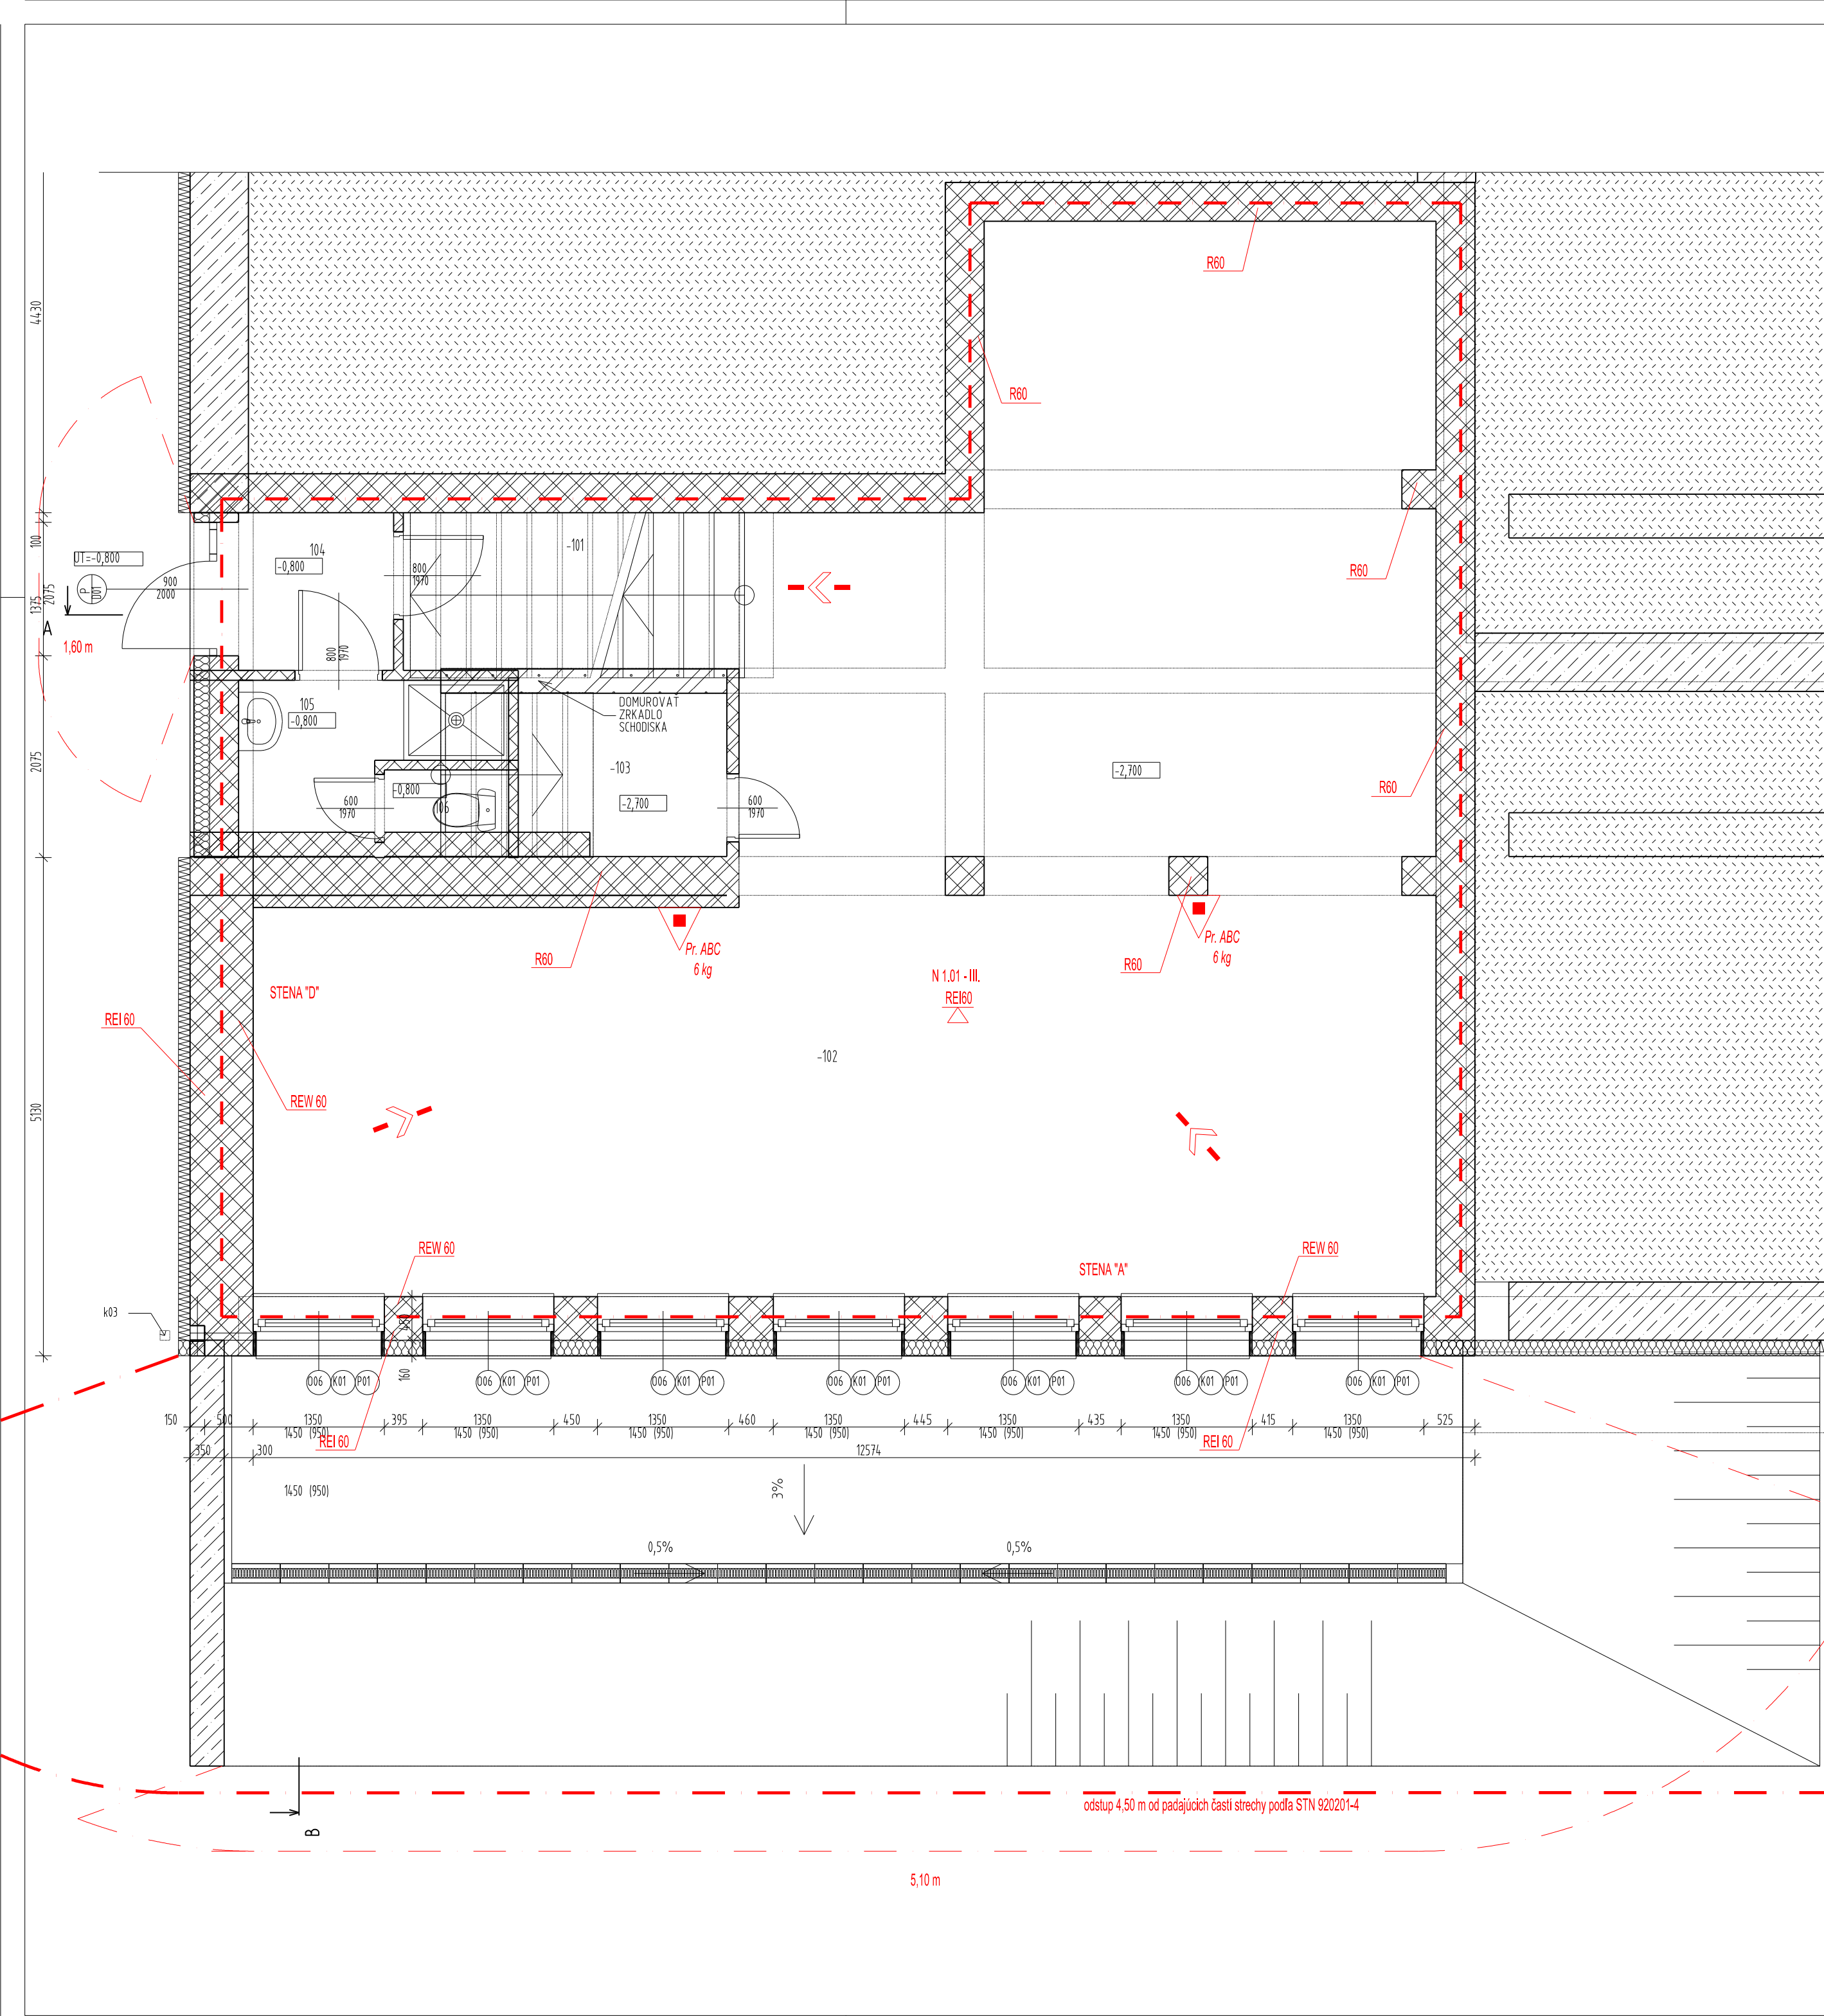 4430
R60
R60
100
2075
1375
UT=-0,800
P
D01
900
2000
A
1,60 m
104
-0,800
800
1970
-101
R60
800
1970
105
-0,800
DOMUROVAŤ
ZRKADLO
SCHODISKA
2075
-103
-2,700
-0,800
106
600
1970
600
1970
-2,700
R60
Pr. ABC
6 kg
Pr. ABC
6 kg
R60
R60
N 1.01 - III.
REI60
STENA "D"
REI 60
REW 60
-102
5130
REW 60
REW 60
STENA "A"
k03
450
160
006 K01 P01
006 K01 P01
006 K01 P01
006 K01 P01
006 K01 P01
006 K01 P01
006 K01 P01
150 500 1350 395 1350 450 1350 460 1350 445 1350 435 1350 415 1350 525
1450 (950) 1450 (950) 1450 (950) 1450 (950) 1450 (950) 1450 (950) 1450 (950)
REI 60
REI 60
350 300 12574
1450 (950)
3%
0,5%
0,5%
B
odstup 4,50 m od padajúcich častí strechy podľa STN 920201-4
5,10 m